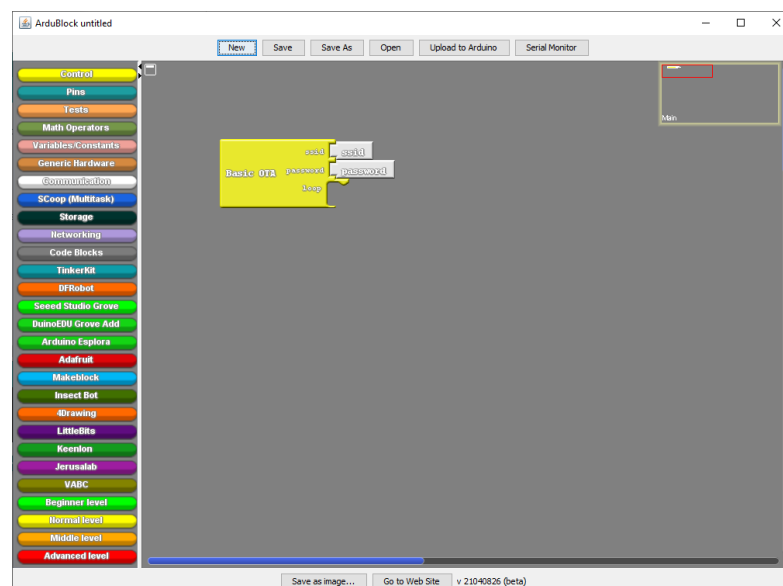 ArduBlock untitled
New Save Save As Open Upload to Arduino Serial Monitor
Control
Pins
Tests
Math Operators
Variables/Constants
Generic Hardware
Communication
SCoop (Multitask)
Storage
Networking
Code Blocks
TinkerKit
DFRobot
Seeed Studio Grove
DuinoEDU Grove Add
Arduino Esplora
Adafruit
Makeblock
Insect Bot
4Drawing
LittleBits
Keenlon
Jerusalab
VABC
Beginner level
Normal level
Middle level
Advanced level
ssid ssid
Basic OTA password password
loop
Main
Save as image... Go to Web Site v 21040826 (beta)